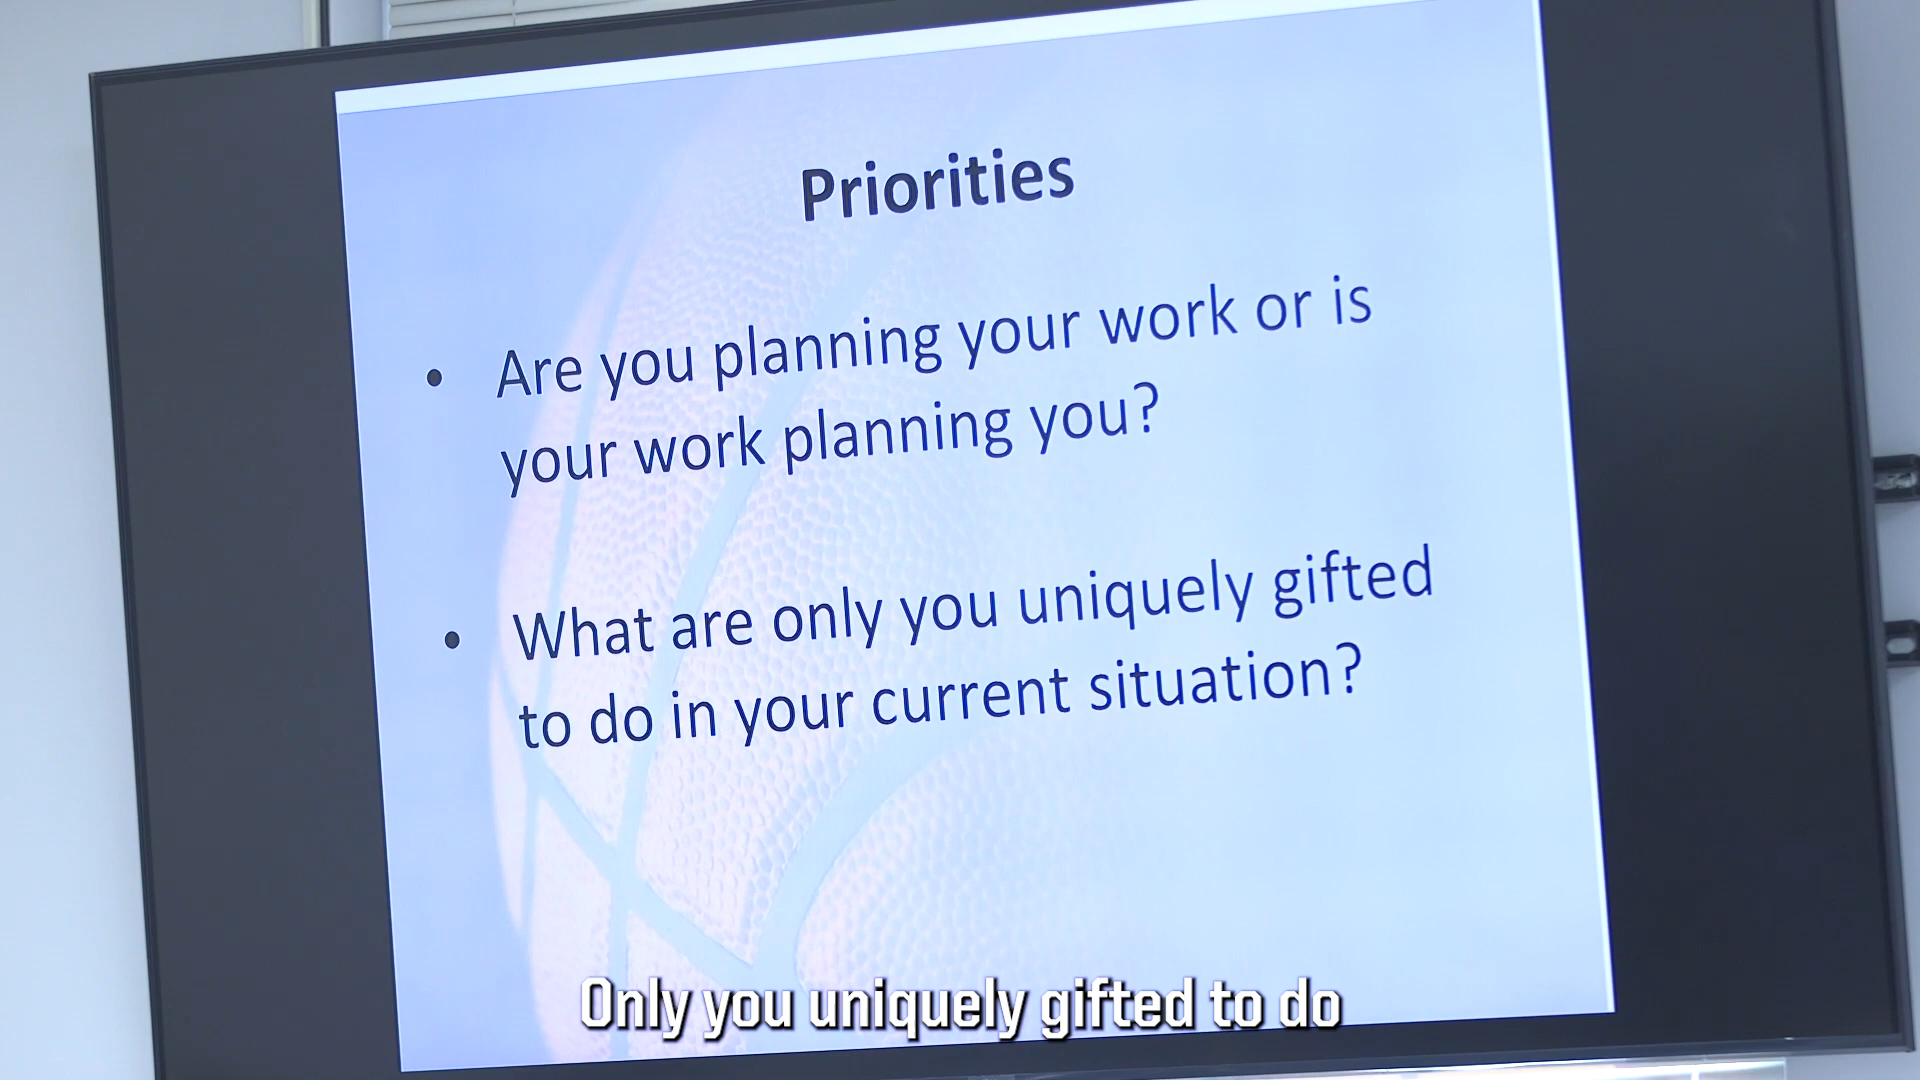 Priorities
• Are you planning your work or is
your work planning you?
• What are only you uniquely gifted
to do in your current situation?
Only you uniquely gifted to do